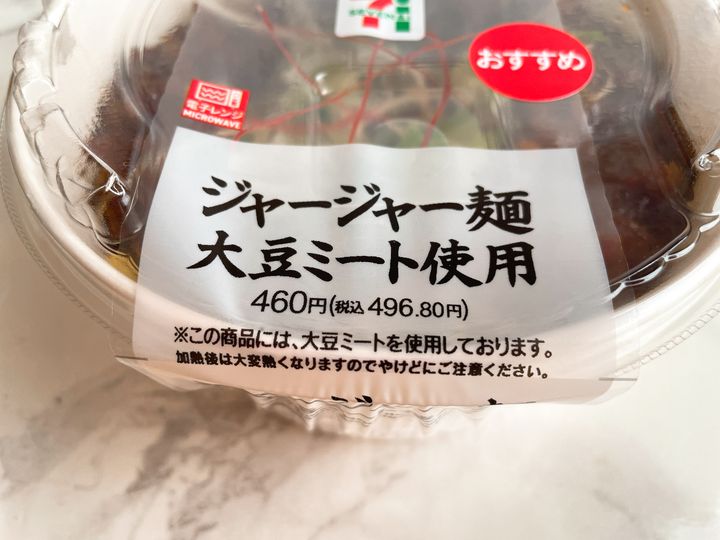 おすすめ
電子レンジ
MICROWAVE
ジャージャー麺
大豆ミート使用
460円(税込496.80円)
※この商品には、大豆ミートを使用しております。
加熱後は大変熱くなりますのでやけどにご注意ください。